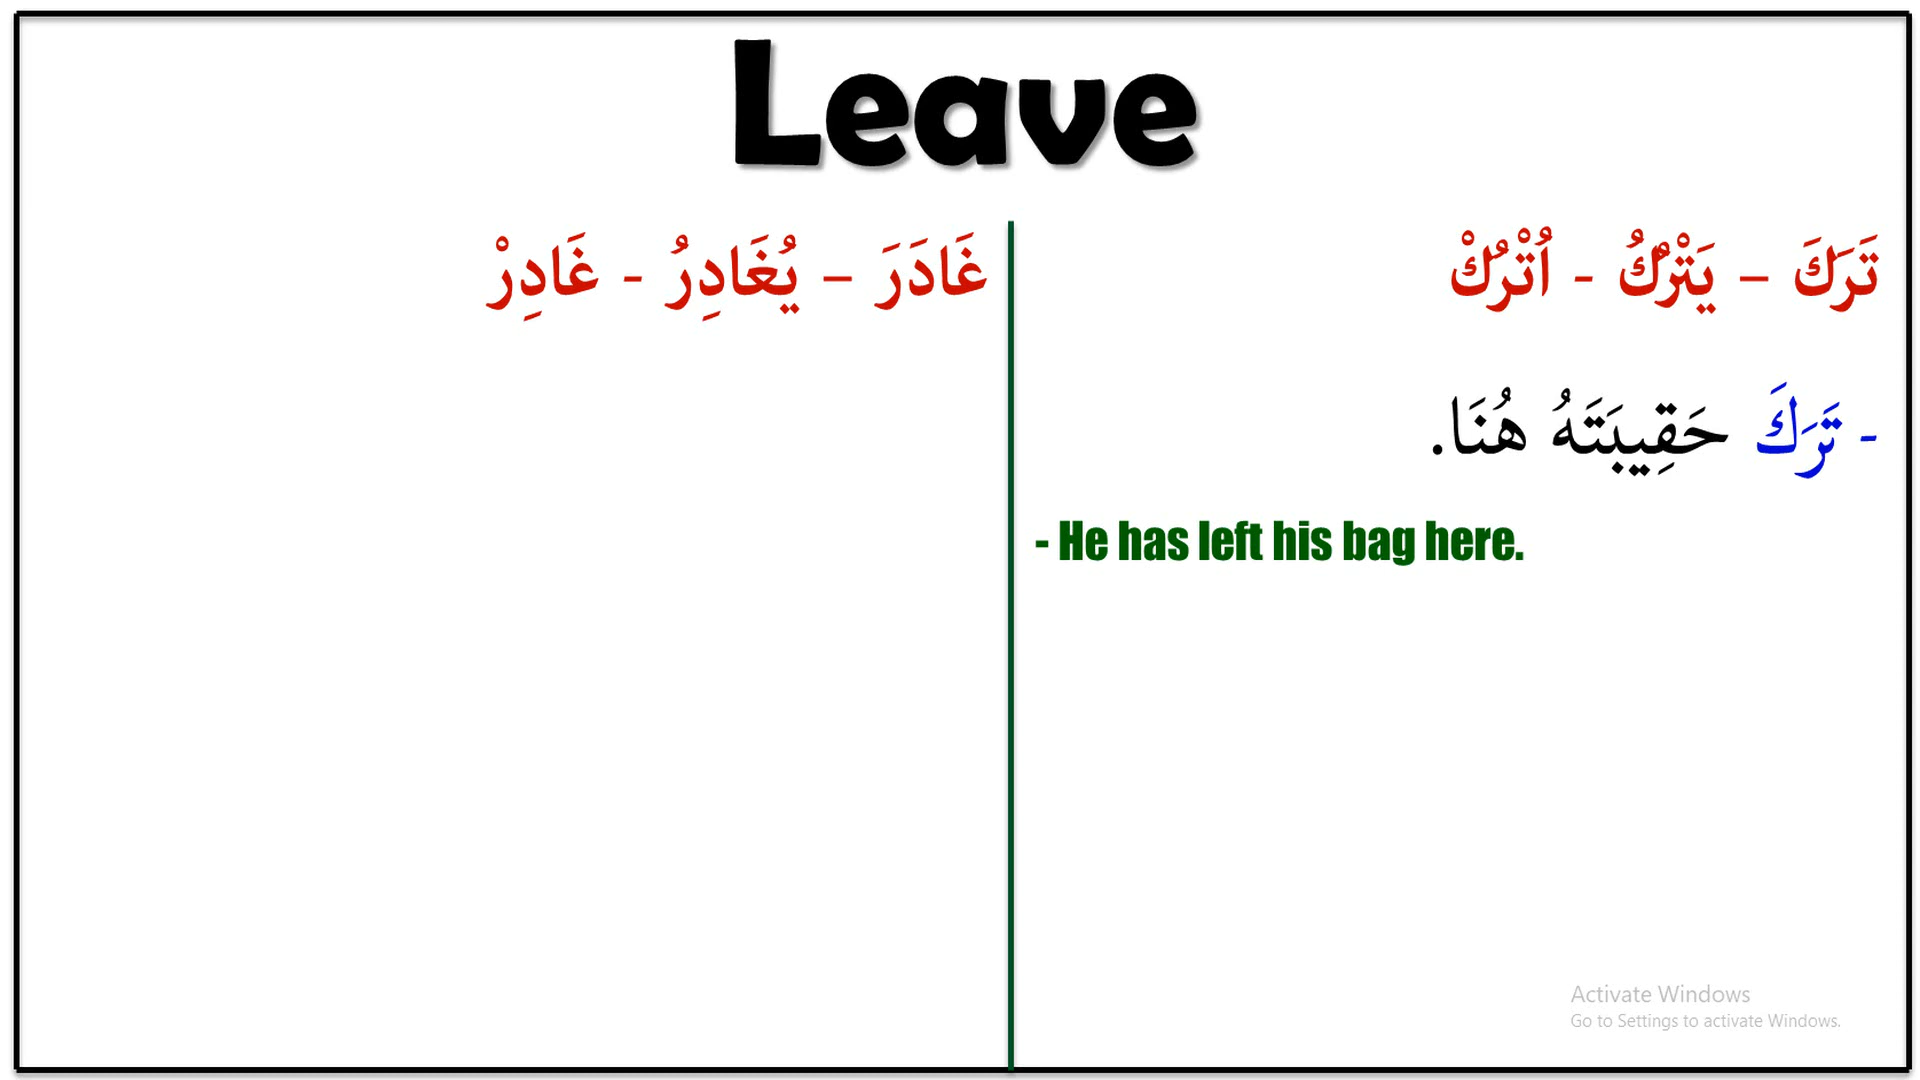 Leave
تَرَكَ – يَتْرُكُ - اُتْرُكْ
غَادَرَ – يُغَادِرُ - غَادِرْ
- تَرَكَ حَقِيبَتَهُ هُنَا.
- He has left his bag here.
Activate Windows
Go to Settings to activate Windows.